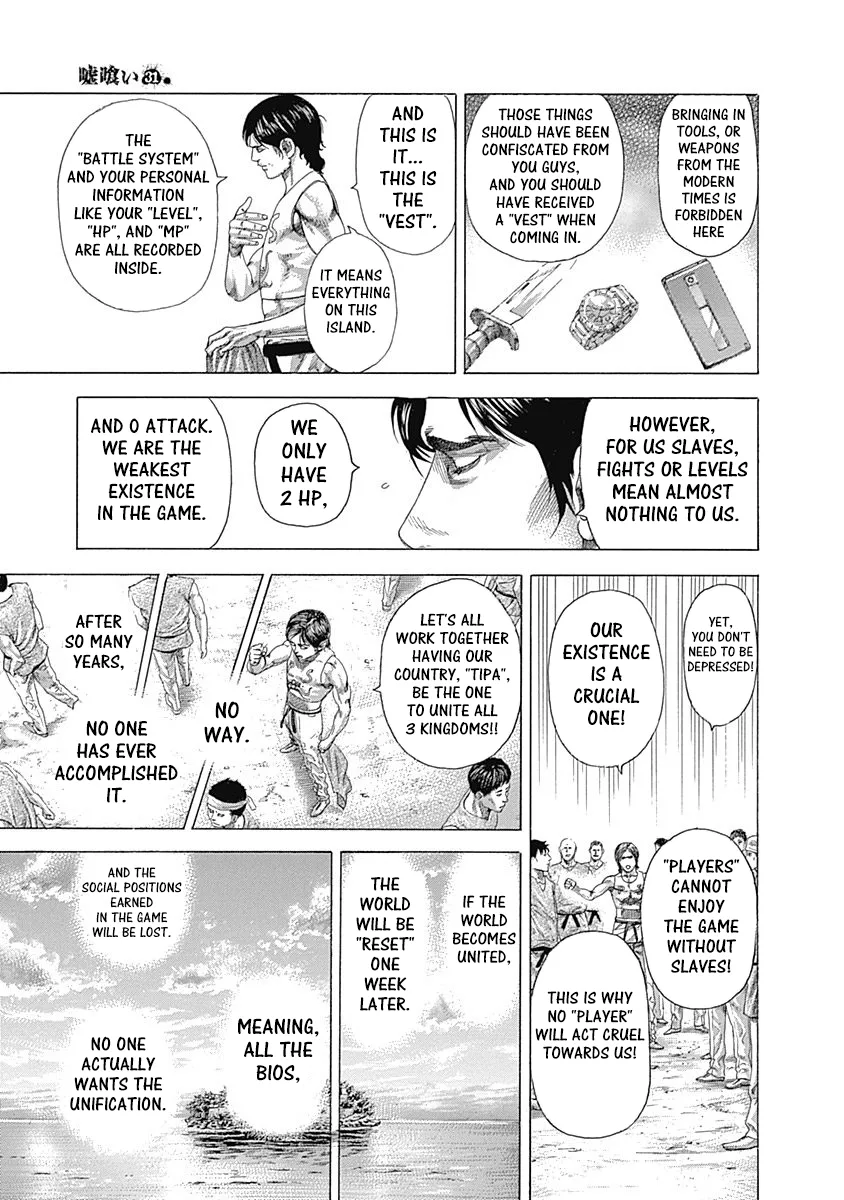 嘘喰い 31
BRINGING IN
TOOLS, OR
WEAPONS
FROM THE
MODERN
TIMES IS
FORBIDDEN
HERE
THOSE THINGS
SHOULD HAVE BEEN
CONFISCATED FROM
YOU GUYS,
AND YOU SHOULD
HAVE RECEIVED
A "VEST" WHEN
COMING IN.
AND
THIS IS
IT...
THIS IS
THE
"VEST".
IT MEANS
EVERYTHING
ON THIS
ISLAND.
THE
"BATTLE SYSTEM"
AND YOUR PERSONAL
INFORMATION
LIKE YOUR "LEVEL",
"HP", AND "MP"
ARE ALL RECORDED
INSIDE.
HOWEVER,
FOR US SLAVES,
FIGHTS OR LEVELS
MEAN ALMOST
NOTHING TO US.
WE
ONLY
HAVE
2 HP,
AND 0 ATTACK.
WE ARE THE
WEAKEST
EXISTENCE
IN THE GAME.
YET,
YOU DON'T
NEED TO BE
DEPRESSED!
OUR
EXISTENCE
IS A
CRUCIAL
ONE!
"PLAYERS"
CANNOT
ENJOY
THE GAME
WITHOUT
SLAVES!
THIS IS WHY
NO "PLAYER"
WILL ACT CRUEL
TOWARDS US!
LET'S ALL
WORK TOGETHER
HAVING OUR
COUNTRY, "TIPA",
BE THE ONE
TO UNITE ALL
3 KINGDOMS!!
NO
WAY.
AFTER
SO MANY
YEARS,
NO ONE
HAS EVER
ACCOMPLISHED
IT.
IF THE
WORLD
BECOMES
UNITED,
THE
WORLD
WILL BE
"RESET"
ONE
WEEK
LATER.
MEANING,
ALL THE
BIOS,
AND THE
SOCIAL POSITIONS
EARNED
IN THE GAME
WILL BE LOST.
NO ONE
ACTUALLY
WANTS THE
UNIFICATION.